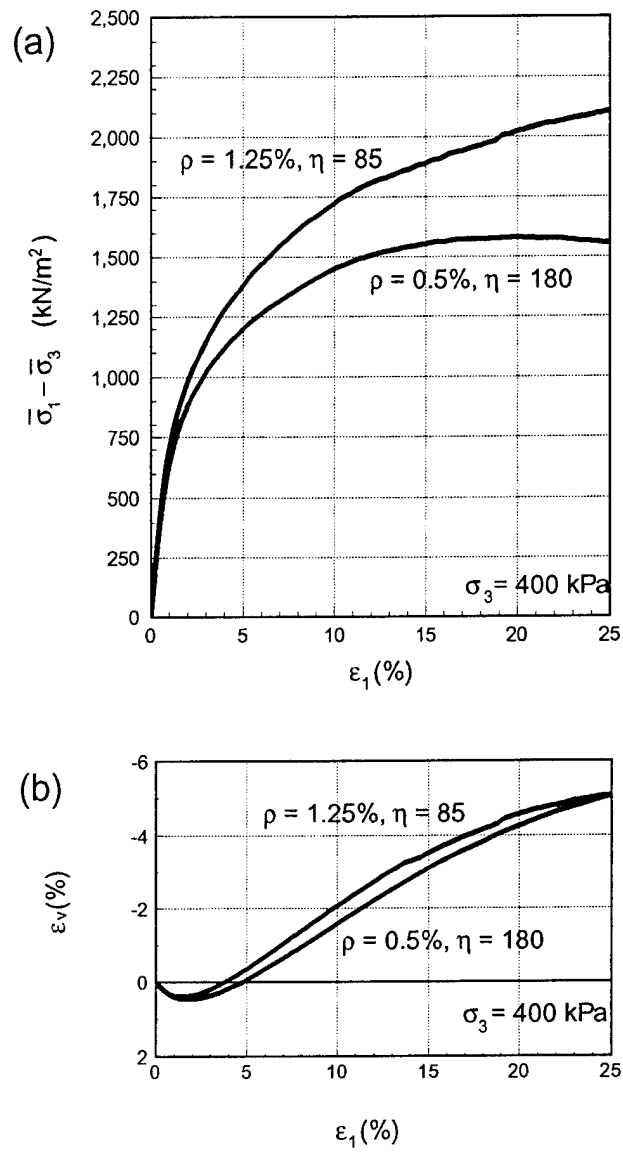 (a)
2,500
2,250
2,000
1,750
1,500
1,250
1,000
750
500
250
0
σ̅₁ – σ̅₃ (kN/m²)
ρ = 1.25%, η = 85
ρ = 0.5%, η = 180
σ₃ = 400 kPa
0 5 10 15 20 25
ε₁(%)
(b)
-6
-4
-2
0
2
εᵥ(%)
ρ = 1.25%, η = 85
ρ = 0.5%, η = 180
σ₃ = 400 kPa
0 5 10 15 20 25
ε₁(%)